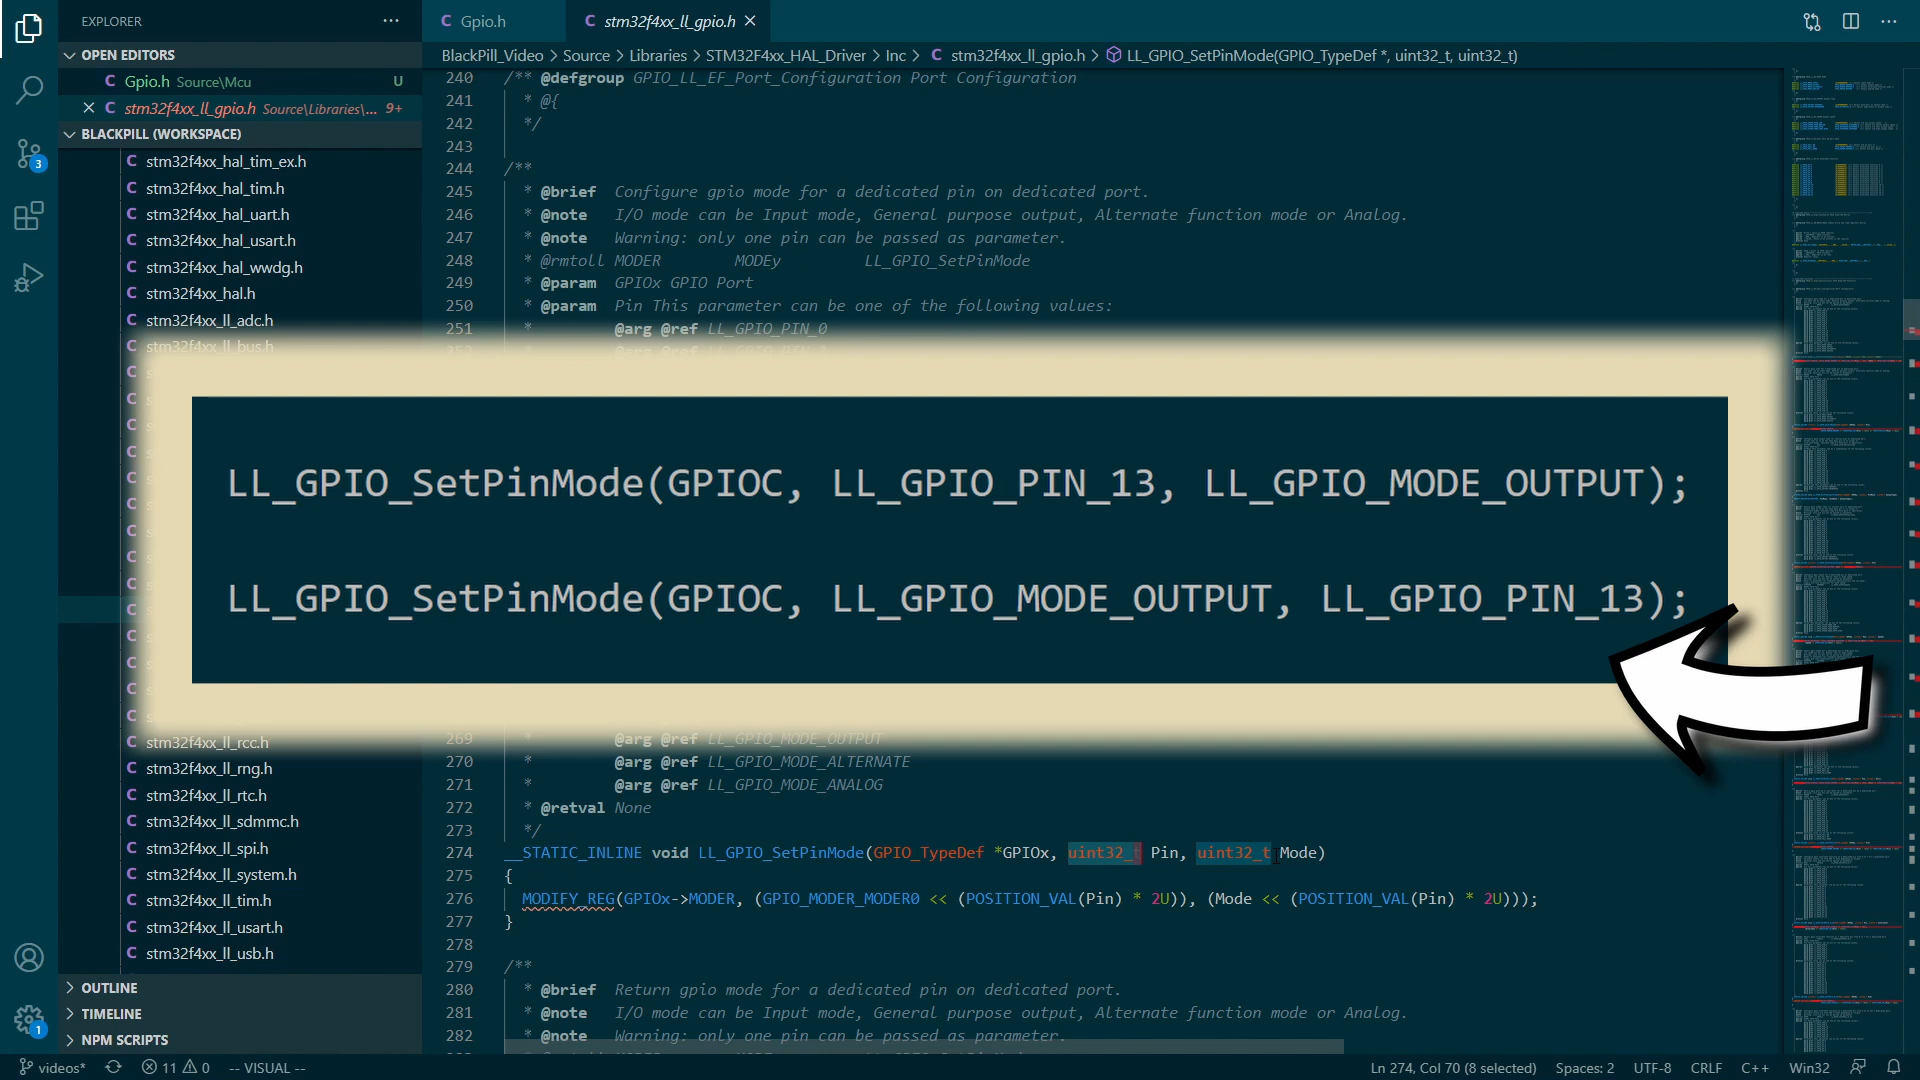 EXPLORER
Gpio.h
stm32f4xx_ll_gpio.h
OPEN EDITORS
BlackPill_Video > Source > Libraries > STM32F4xx_HAL_Driver > Inc > C stm32f4xx_ll_gpio.h > LL_GPIO_SetPinMode(GPIO_TypeDef *, uint32_t, uint32_t)
C Gpio.h Source\Mcu U
C stm32f4xx_ll_gpio.h Source\Libraries\... 9+
BLACKPILL (WORKSPACE)
C stm32f4xx_hal_tim_ex.h
C stm32f4xx_hal_tim.h
C stm32f4xx_hal_uart.h
C stm32f4xx_hal_usart.h
C stm32f4xx_hal_wwdg.h
C stm32f4xx_hal.h
C stm32f4xx_ll_adc.h
C stm32f4xx_ll_bus.h
C stm32f4xx_ll_rcc.h
C stm32f4xx_ll_rng.h
C stm32f4xx_ll_rtc.h
C stm32f4xx_ll_sdmmc.h
C stm32f4xx_ll_spi.h
C stm32f4xx_ll_system.h
C stm32f4xx_ll_tim.h
C stm32f4xx_ll_usart.h
C stm32f4xx_ll_usb.h
OUTLINE
TIMELINE
NPM SCRIPTS
3
1
240 /** @defgroup GPIO_LL_EF_Port_Configuration Port Configuration
241 * @{
242 */
243
244 /**
245 * @brief Configure gpio mode for a dedicated pin on dedicated port.
246 * @note I/O mode can be Input mode, General purpose output, Alternate function mode or Analog.
247 * @note Warning: only one pin can be passed as parameter.
248 * @rmtoll MODER MODEy LL_GPIO_SetPinMode
249 * @param GPIOx GPIO Port
250 * @param Pin This parameter can be one of the following values:
251 * @arg @ref LL_GPIO_PIN_0
LL_GPIO_SetPinMode(GPIOC, LL_GPIO_PIN_13, LL_GPIO_MODE_OUTPUT);
LL_GPIO_SetPinMode(GPIOC, LL_GPIO_MODE_OUTPUT, LL_GPIO_PIN_13);
269 * @arg @ref LL_GPIO_MODE_OUTPUT
270 * @arg @ref LL_GPIO_MODE_ALTERNATE
271 * @arg @ref LL_GPIO_MODE_ANALOG
272 * @retval None
273 */
274 __STATIC_INLINE void LL_GPIO_SetPinMode(GPIO_TypeDef *GPIOx, uint32_t Pin, uint32_t Mode)
275 {
276 MODIFY_REG(GPIOx->MODER, (GPIO_MODER_MODER0 << (POSITION_VAL(Pin) * 2U)), (Mode << (POSITION_VAL(Pin) * 2U)));
277 }
278
279 /**
280 * @brief Return gpio mode for a dedicated pin on dedicated port.
281 * @note I/O mode can be Input mode, General purpose output, Alternate function mode or Analog.
282 * @note Warning: only one pin can be passed as parameter.
videos* 11 0 -- VISUAL -- Ln 274, Col 70 (8 selected) Spaces: 2 UTF-8 CRLF C++ Win32